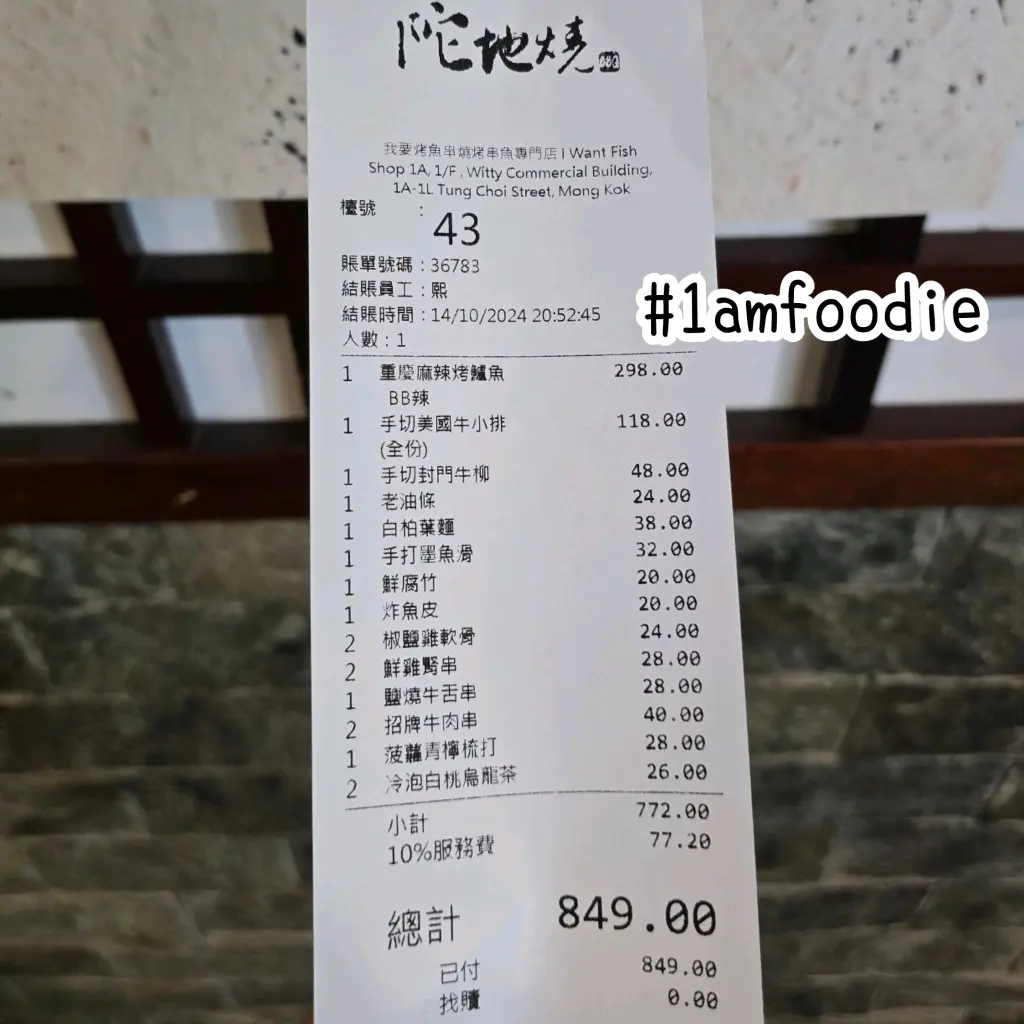 陀地燒
我要烤魚串燒烤串魚專門店 I Want Fish
Shop 1A, 1/F , Witty Commercial Building,
1A-1L Tung Choi Street, Mong Kok
檯號 :
43
賬單號碼 : 36783
結賬員工 : 熙
結賬時間 : 14/10/2024 20:52:45
人數 : 1
#1amfoodie
1 重慶麻辣烤鱸魚 298.00
BB辣
1 手切美國牛小排 118.00
(全份)
1 手切封門牛柳 48.00
1 老油條 24.00
1 白柏葉麵 38.00
1 手打墨魚滑 32.00
1 鮮腐竹 20.00
1 炸魚皮 20.00
2 椒鹽雞軟骨 24.00
2 鮮雞腎串 28.00
1 鹽燒牛舌串 28.00
2 招牌牛肉串 40.00
1 菠蘿青檸梳打 28.00
2 冷泡白桃烏龍茶 26.00
小計 772.00
10%服務費 77.20
總計 849.00
已付 849.00
找贖 0.00